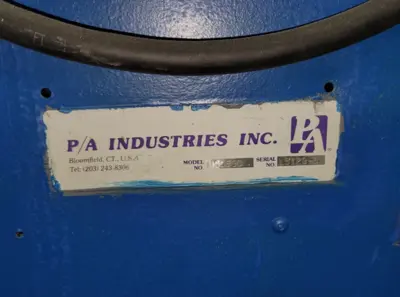 P/A INDUSTRIES INC.
PA
Bloomfield, CT., U.S.A
Tel: (203) 243-8306
MODEL NO.
SERIAL NO.